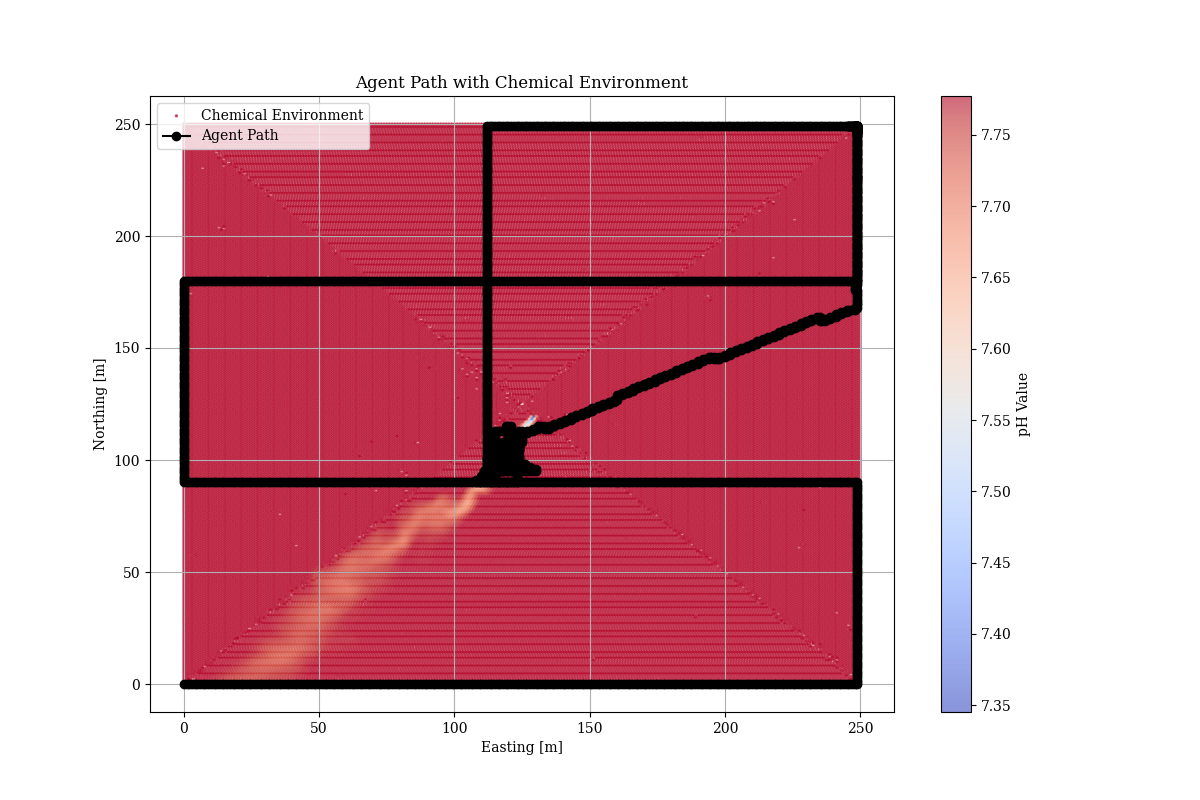 Agent Path with Chemical Environment
Chemical Environment
Agent Path
250
200
150
100
50
0
Northing [m]
0 50 100 150 200 250
Easting [m]
7.75
7.70
7.65
7.60
7.55
7.50
7.45
7.40
7.35
pH Value